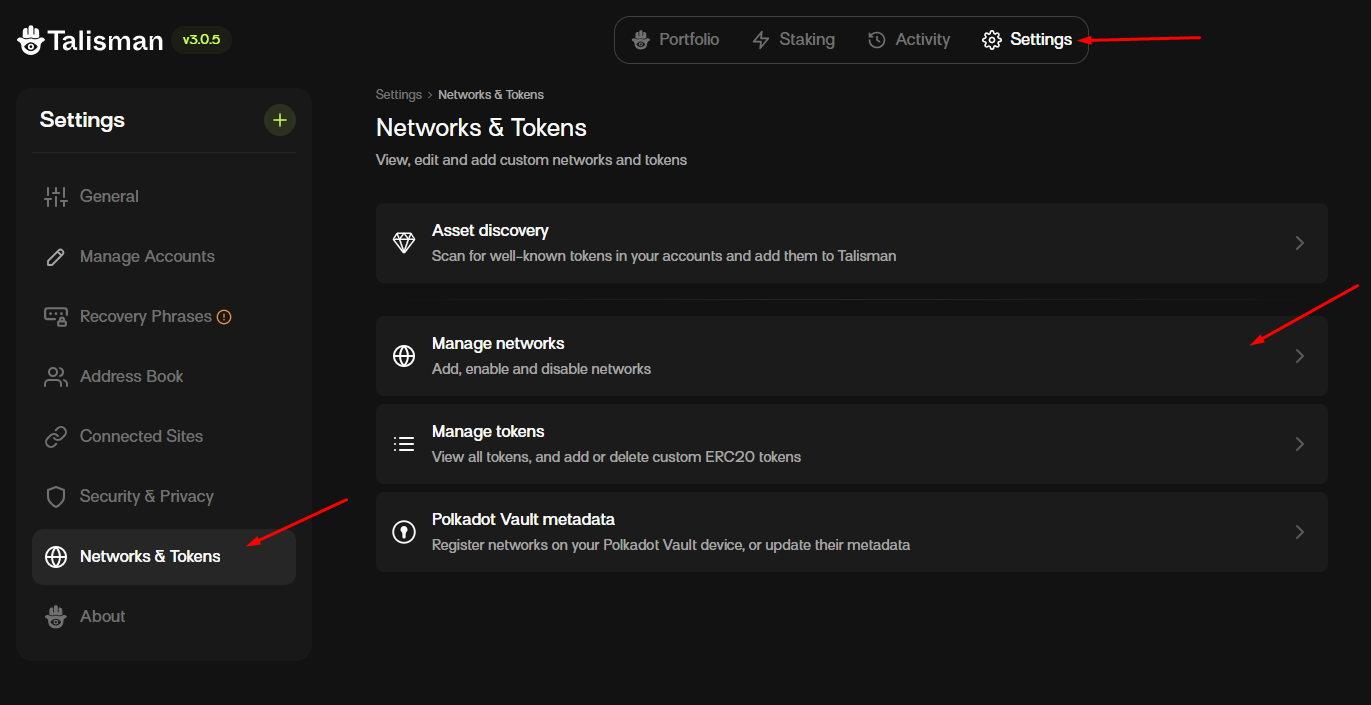 Talisman v3.0.5
Portfolio Staking Activity Settings
Settings
General
Manage Accounts
Recovery Phrases
Address Book
Connected Sites
Security & Privacy
Networks & Tokens
About
Settings > Networks & Tokens
Networks & Tokens
View, edit and add custom networks and tokens
Asset discovery
Scan for well-known tokens in your accounts and add them to Talisman
Manage networks
Add, enable and disable networks
Manage tokens
View all tokens, and add or delete custom ERC20 tokens
Polkadot Vault metadata
Register networks on your Polkadot Vault device, or update their metadata